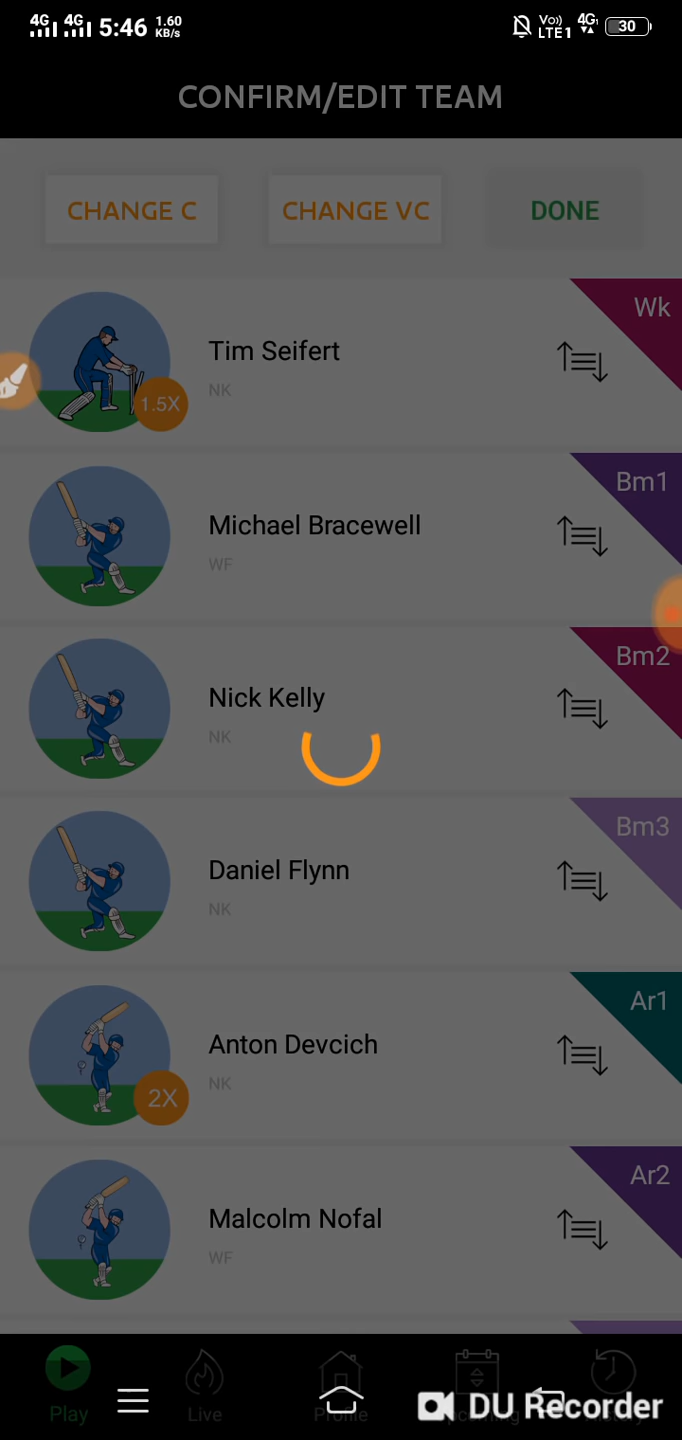 4G 4G 5:46 1.60 KB/s Vo)) LTE1 4G 30
CONFIRM/EDIT TEAM
CHANGE C CHANGE VC DONE
Wk
Tim Seifert
NK
1.5X
Bm1
Michael Bracewell
WF
Bm2
Nick Kelly
NK
Bm3
Daniel Flynn
NK
Ar1
Anton Devcich
NK
2X
Ar2
Malcolm Nofal
WF
Play Live Profile
DU Recorder